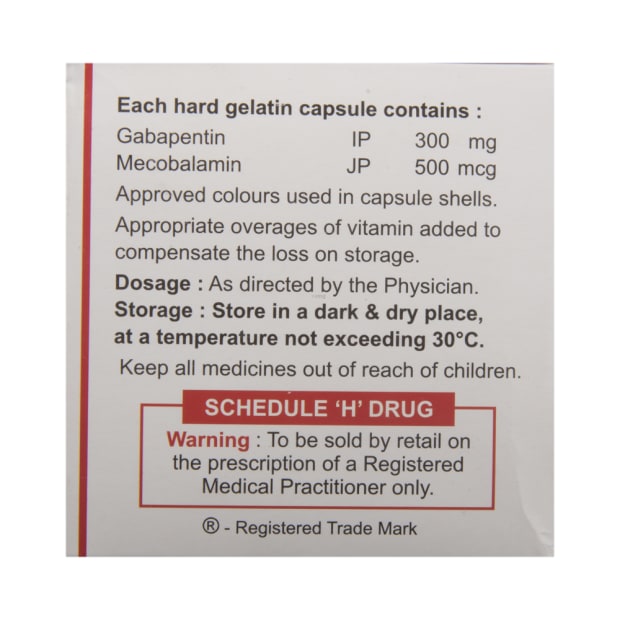 Each hard gelatin capsule contains :
Gabapentin IP 300 mg
Mecobalamin JP 500 mcg
Approved colours used in capsule shells.
Appropriate overages of vitamin added to
compensate the loss on storage.
Dosage : As directed by the Physician.
Storage : Store in a dark & dry place,
at a temperature not exceeding 30°C.
Keep all medicines out of reach of children.
SCHEDULE ‘H’ DRUG
Warning : To be sold by retail on
the prescription of a Registered
Medical Practitioner only.
® - Registered Trade Mark